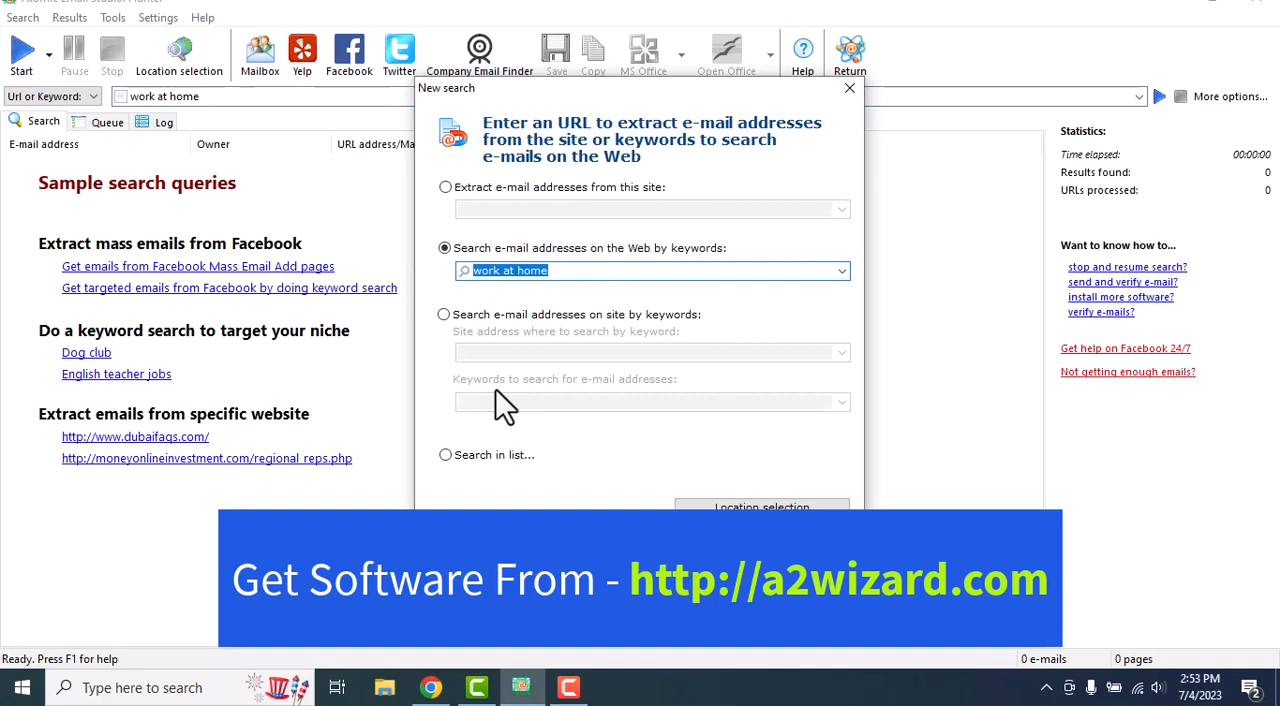 Atomic Email Studio/Hunter
Search Results Tools Settings Help
Start Pause Stop Location selection Mailbox Yelp Facebook Twitter Company Email Finder Save Copy MS Office Open Office Help Return
Url or Keyword: work at home More options...
Search Queue Log
E-mail address Owner URL address/Ma
Sample search queries
Extract mass emails from Facebook
Get emails from Facebook Mass Email Add pages
Get targeted emails from Facebook by doing keyword search
Do a keyword search to target your niche
Dog club
English teacher jobs
Extract emails from specific website
http://www.dubaifaqs.com/
http://moneyonlineinvestment.com/regional_reps.php
New search
Enter an URL to extract e-mail addresses
from the site or keywords to search
e-mails on the Web
Extract e-mail addresses from this site:
Search e-mail addresses on the Web by keywords:
work at home
Search e-mail addresses on site by keywords:
Site address where to search by keyword:
Keywords to search for e-mail addresses:
Search in list...
Location selection
Statistics:
Time elapsed: 00:00:00
Results found: 0
URLs processed: 0
Want to know how to...
stop and resume search?
send and verify e-mail?
install more software?
verify e-mails?
Get help on Facebook 24/7
Not getting enough emails?
Get Software From - http://a2wizard.com
Ready. Press F1 for help 0 e-mails 0 pages
Type here to search
2:53 PM
7/4/2023
2